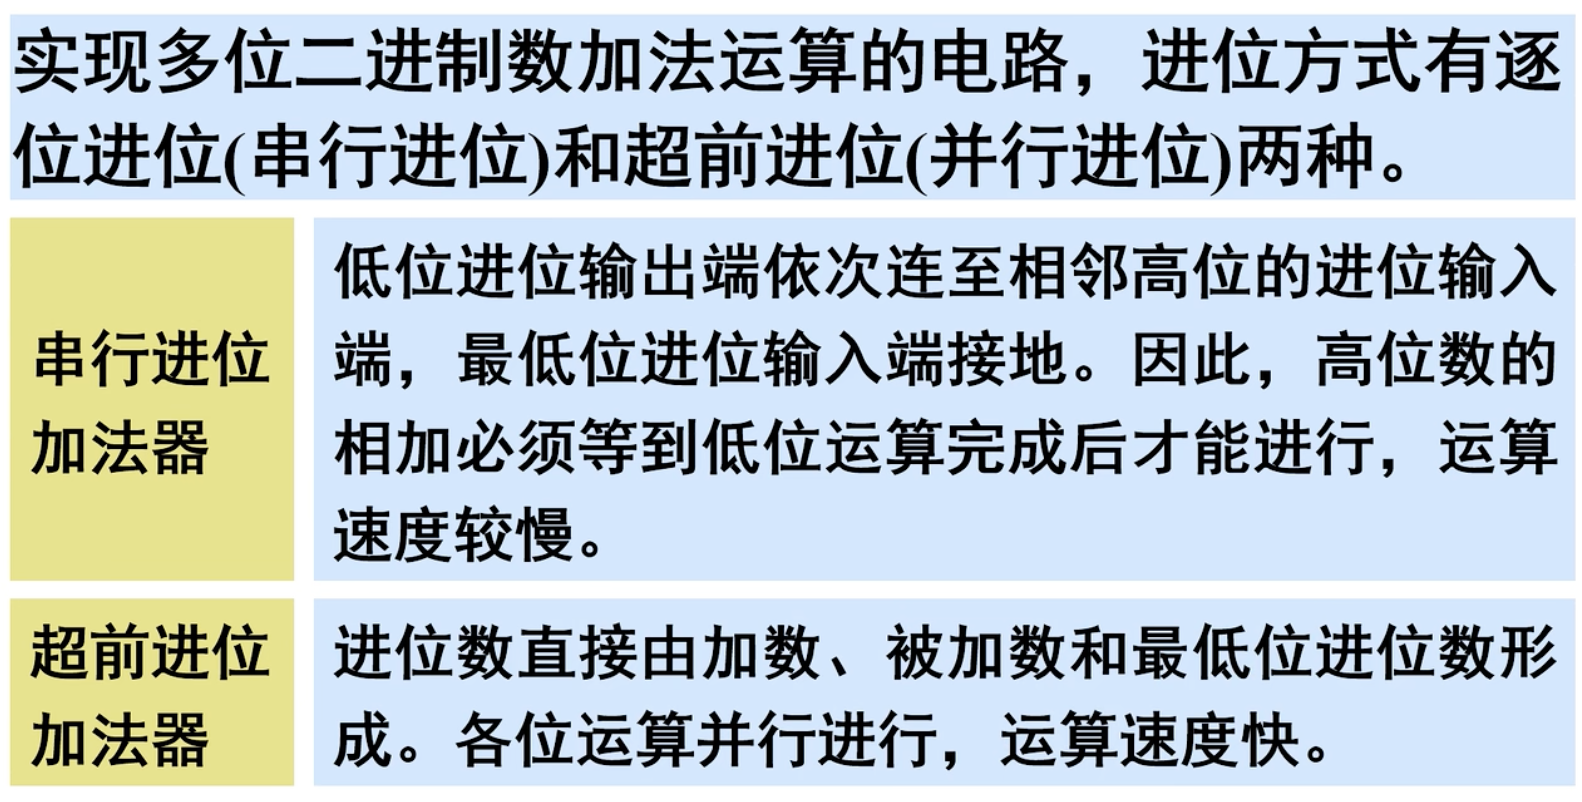 实现多位二进制数加法运算的电路，进位方式有逐
位进位(串行进位)和超前进位(并行进位)两种。
串行进位
加法器
低位进位输出端依次连至相邻高位的进位输入
端，最低位进位输入端接地。因此，高位数的
相加必须等到低位运算完成后才能进行，运算
速度较慢。
超前进位
加法器
进位数直接由加数、被加数和最低位进位数形
成。各位运算并行进行，运算速度快。